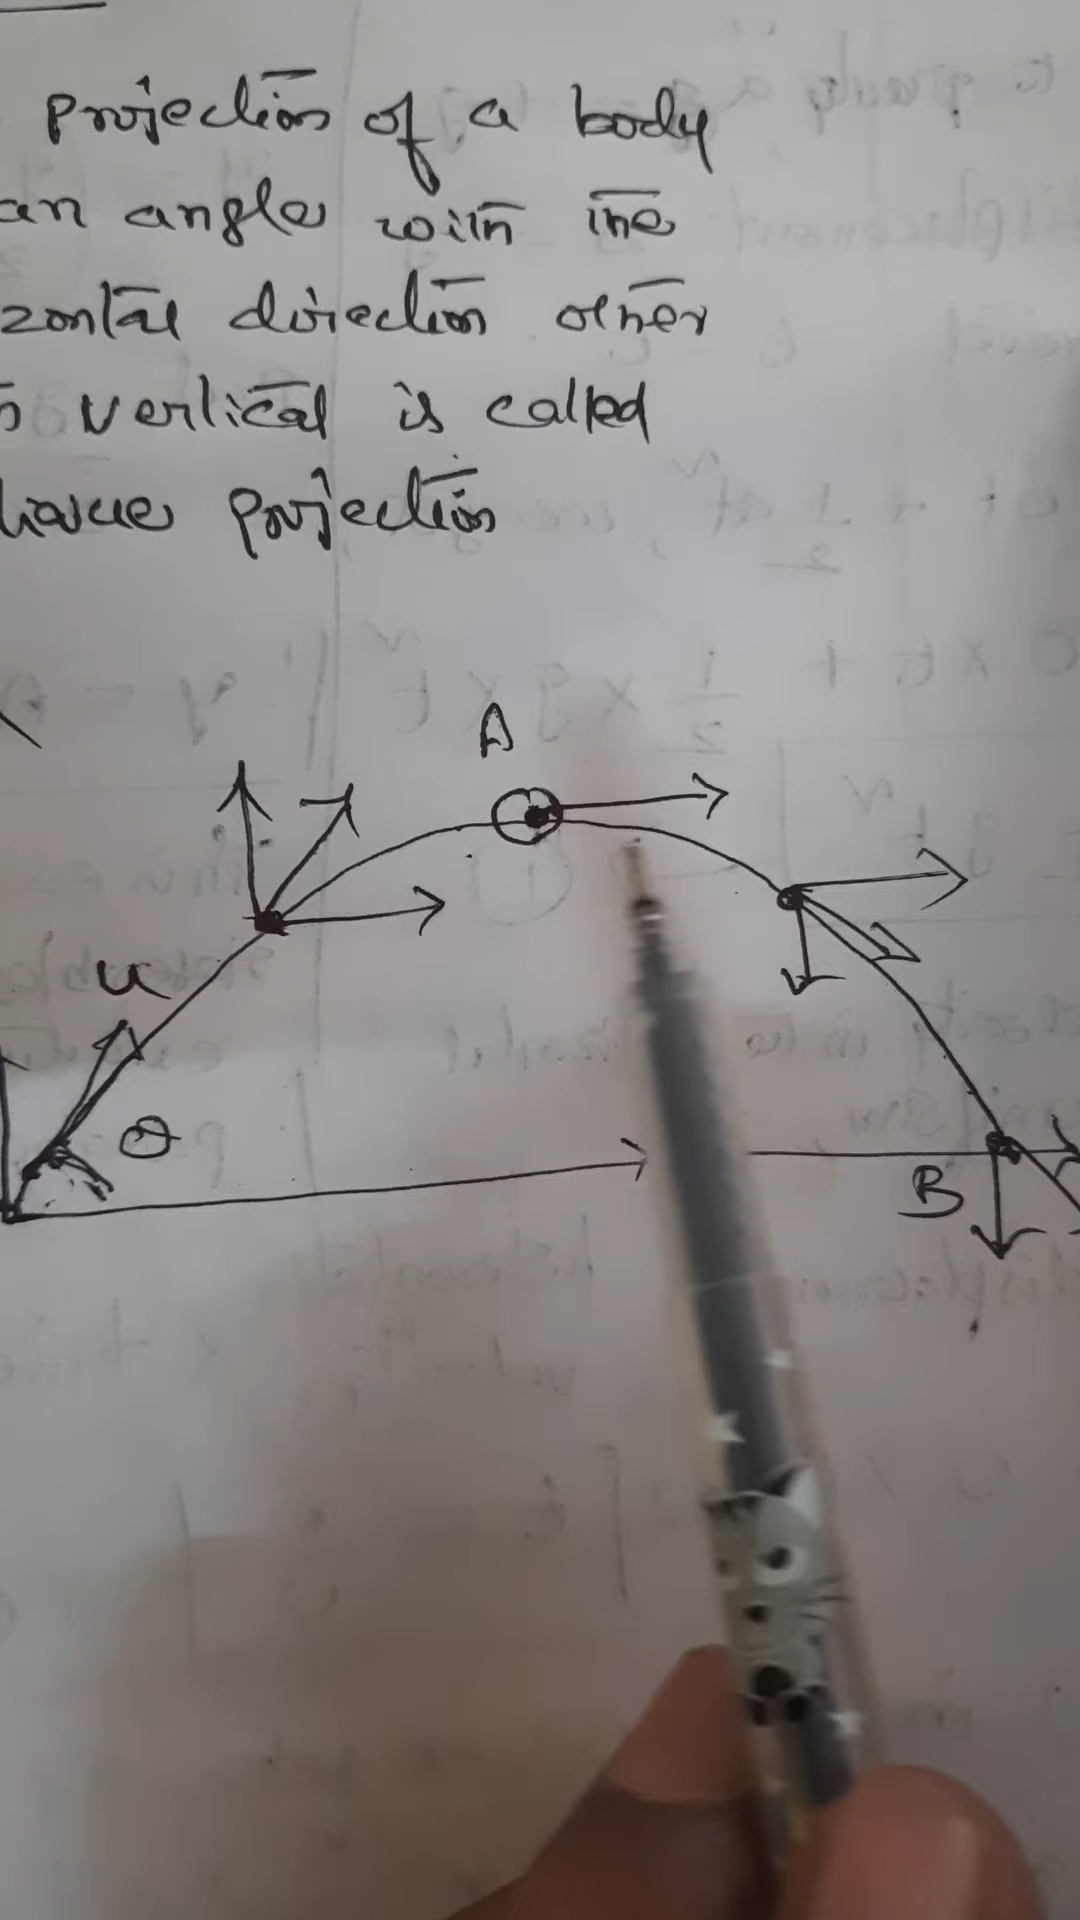 projection of a body
an angle with the
zontal direction other
n vertical is called
projection
A
u
θ
B